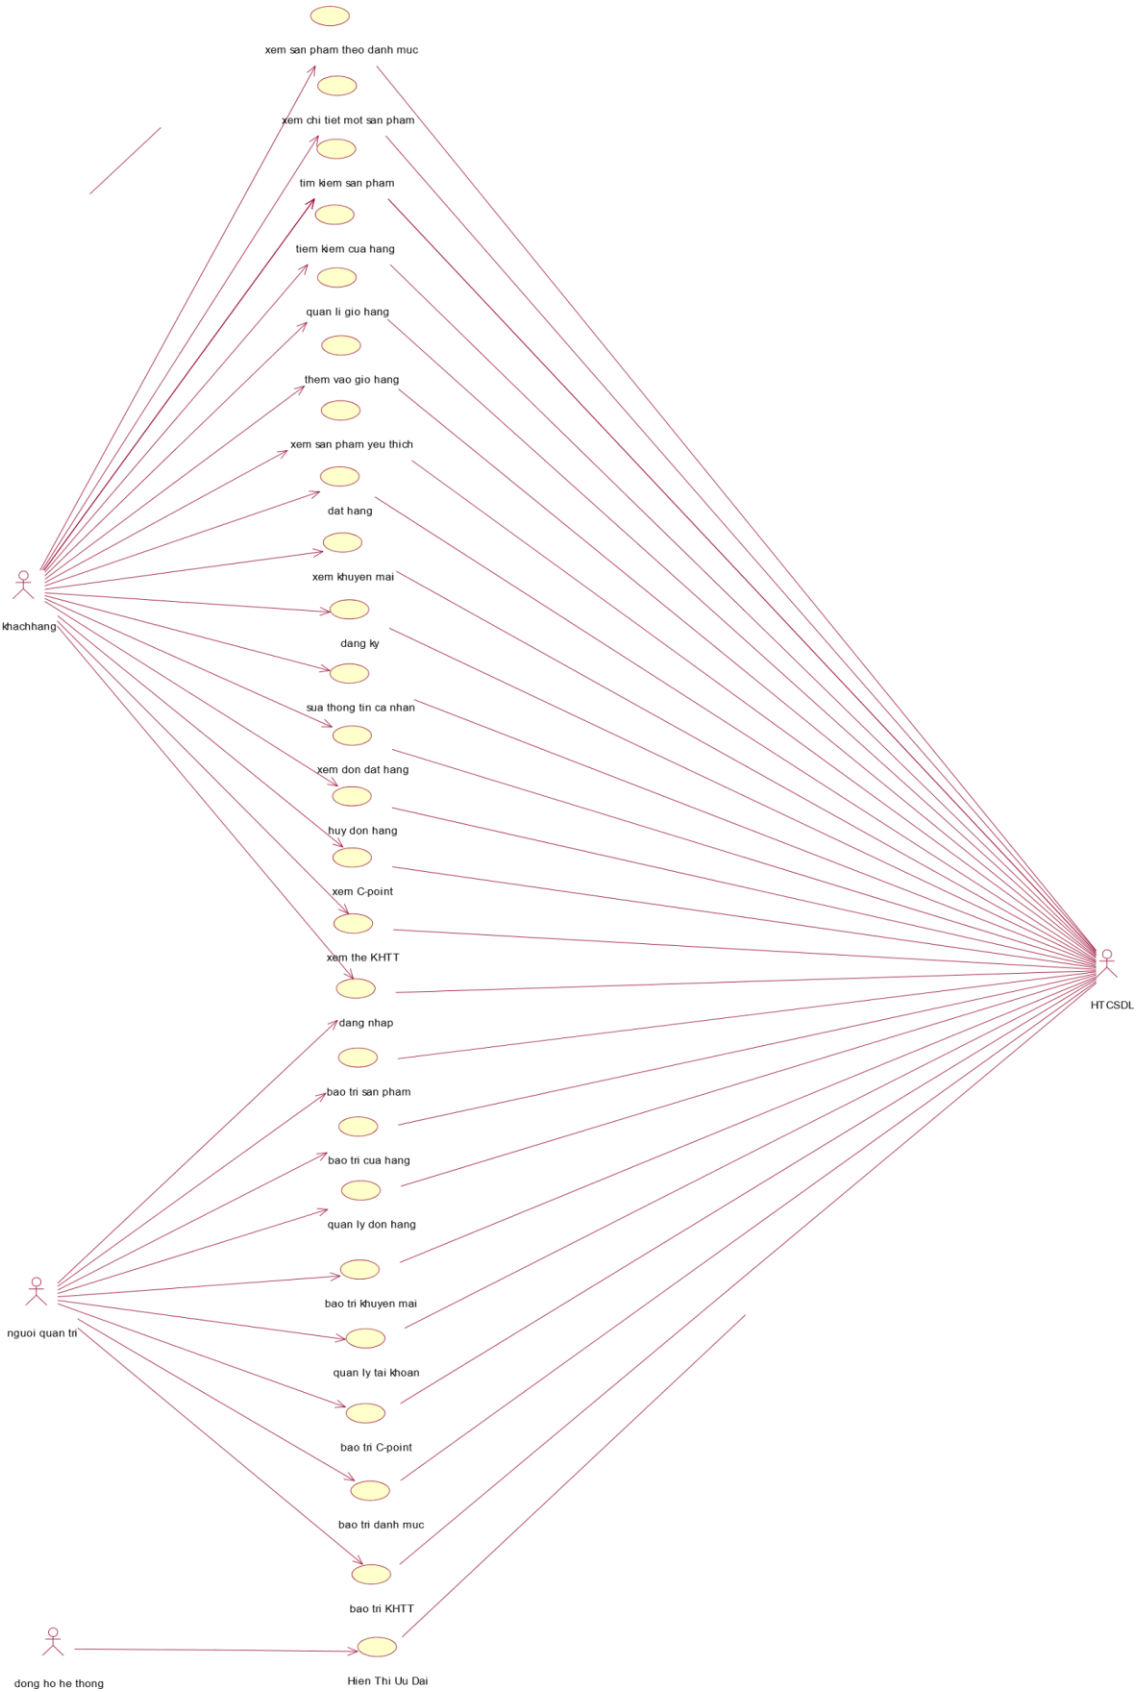 xem san pham theo danh muc
xem chi tiet mot san pham
tim kiem san pham
tiem kiem cua hang
quan li gio hang
them vao gio hang
xem san pham yeu thich
dat hang
xem khuyen mai
khachhang
dang ky
sua thong tin ca nhan
xem don dat hang
huy don hang
xem C-point
xem the KHTT
HTCSDL
dang nhap
bao tri san pham
bao tri cua hang
quan ly don hang
bao tri khuyen mai
nguoi quan tri
quan ly tai khoan
bao tri C-point
bao tri danh muc
bao tri KHTT
Hien Thi Uu Dai
dong ho he thong